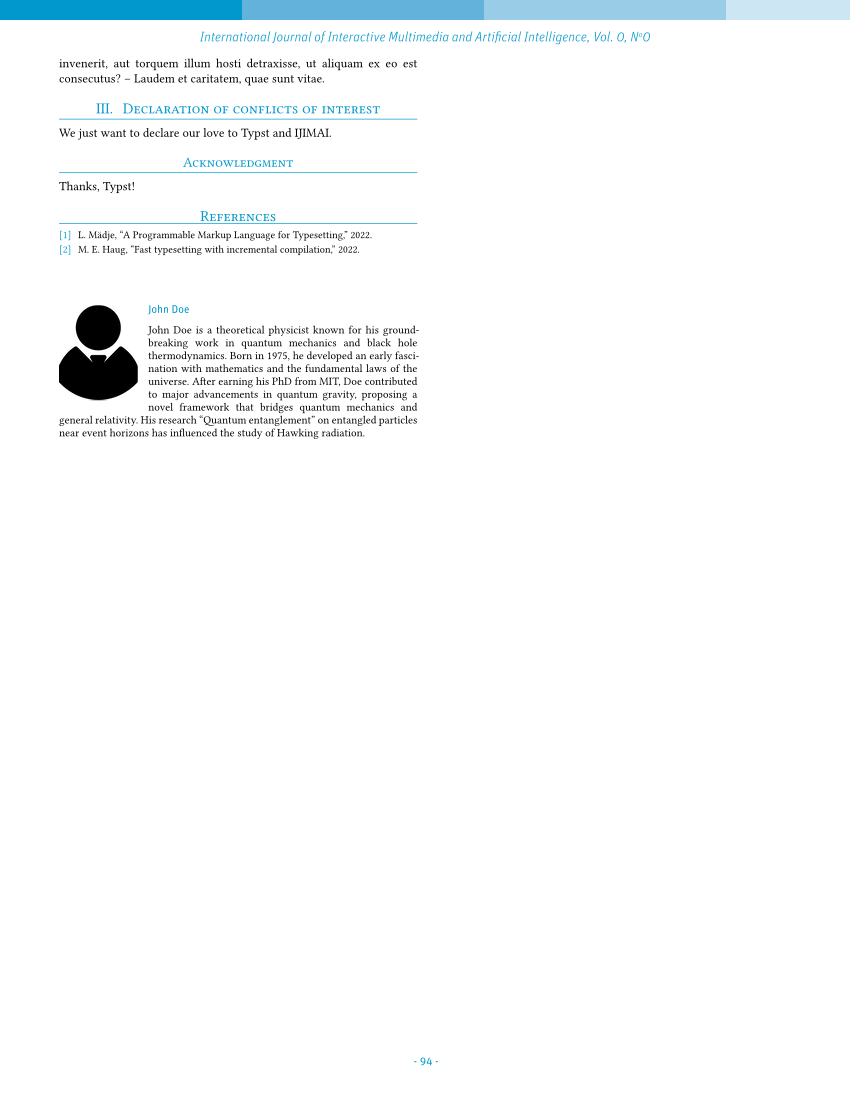 International Journal of Interactive Multimedia and Artificial Intelligence, Vol. 0, Nº0
invenerit, aut torquem illum hosti detraxisse, ut aliquam ex eo est
consecutus? – Laudem et caritatem, quae sunt vitae.
III. Declaration of conflicts of interest
We just want to declare our love to Typst and IJIMAI.
Acknowledgment
Thanks, Typst!
References
[1] L. Mädje, “A Programmable Markup Language for Typesetting,” 2022.
[2] M. E. Haug, “Fast typesetting with incremental compilation,” 2022.
John Doe
John Doe is a theoretical physicist known for his ground-
breaking work in quantum mechanics and black hole
thermodynamics. Born in 1975, he developed an early fasci-
nation with mathematics and the fundamental laws of the
universe. After earning his PhD from MIT, Doe contributed
to major advancements in quantum gravity, proposing a
novel framework that bridges quantum mechanics and
general relativity. His research “Quantum entanglement” on entangled particles
near event horizons has influenced the study of Hawking radiation.
- 94 -